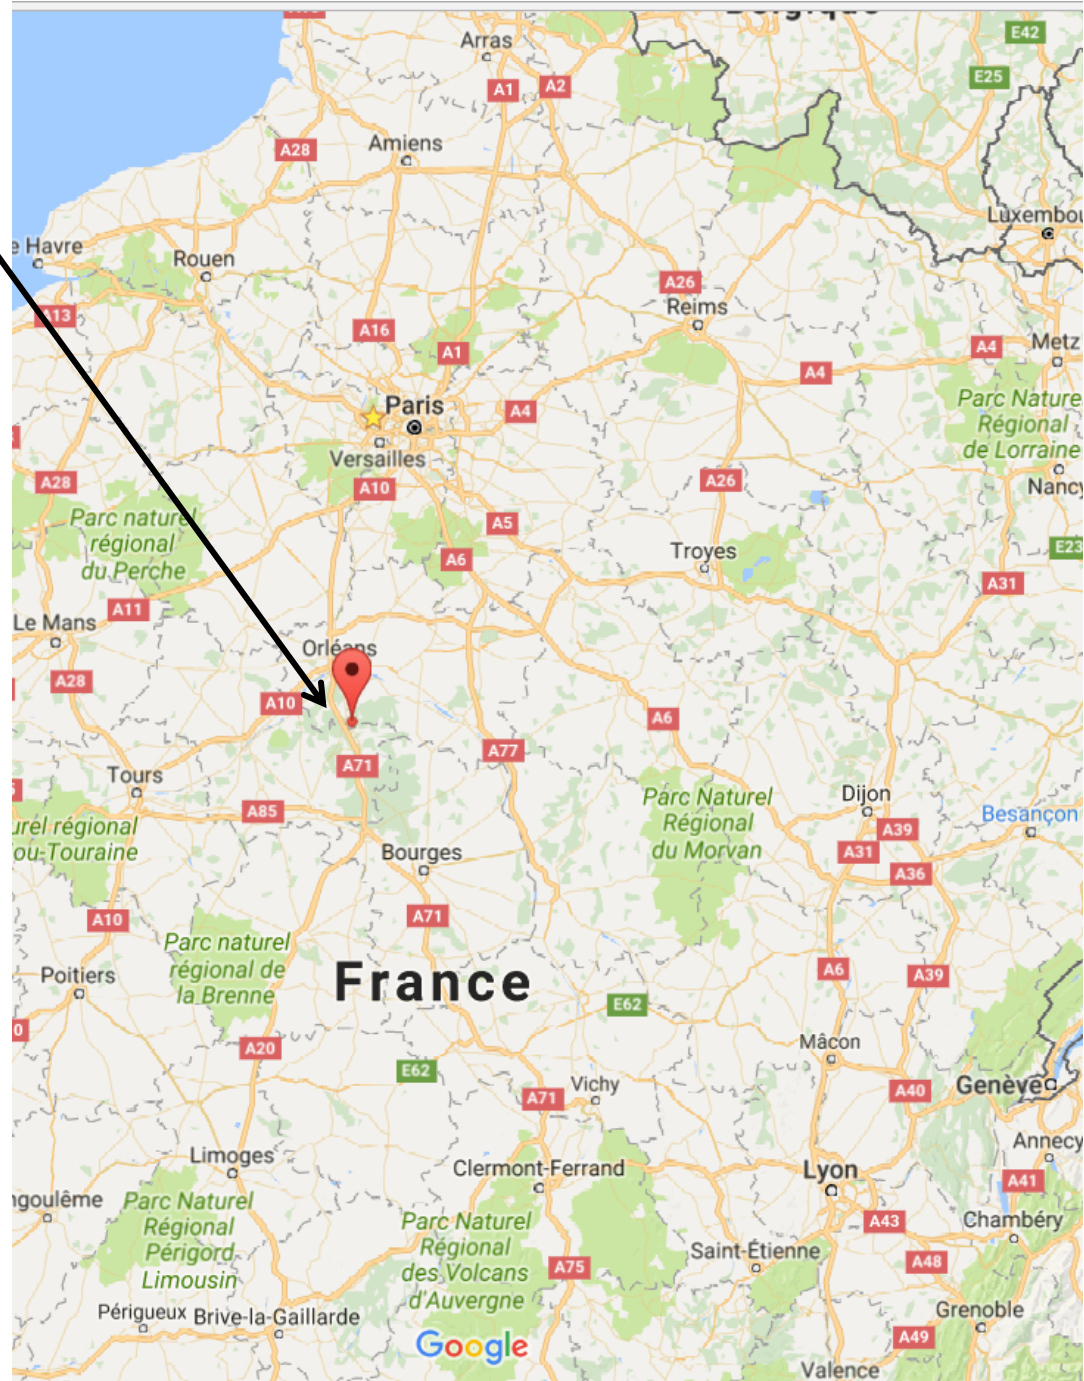 Belgique
Arras
E42
E25
A1
A2
A28
Amiens
Luxembou
e Havre
Rouen
A26
Reims
A13
A16
A1
A4
Metz
A4
Paris
A4
Parc Nature
Régional
de Lorraine
Versailles
A28
A10
A26
Nancy
Parc naturel
régional
du Perche
A5
A6
Troyes
E23
A31
A11
Le Mans
Orléans
A28
A10
A6
A77
A71
Tours
A85
Parc Naturel
Régional
du Morvan
Dijon
Besançon
A39
A31
A36
urel régional
ou-Touraine
Bourges
A10
A71
Parc naturel
régional de
la Brenne
Poitiers
France
A6
A39
E62
0
A20
Mâcon
E62
Vichy
A71
A40
Genève
Annecy
Limoges
Clermont-Ferrand
Lyon
A41
ngoulême
Parc Naturel
Régional
Périgord
Limousin
Parc Naturel
Régional
des Volcans
d'Auvergne
A43
Chambéry
Saint-Étienne
A48
A75
Périgueux
Brive-la-Gaillarde
Grenoble
Google
A49
Valence